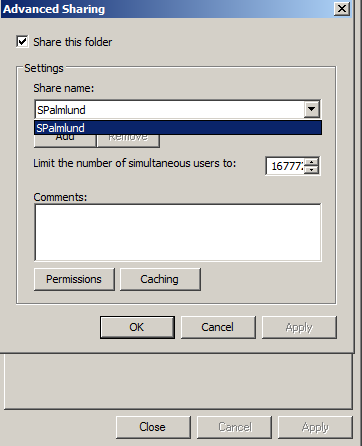 Advanced Sharing
Share this folder
Settings
Share name:
SPalmlund
SPalmlund
Add Remove
Limit the number of simultaneous users to: 16777
Comments:
Permissions Caching
OK Cancel Apply
Close Cancel Apply